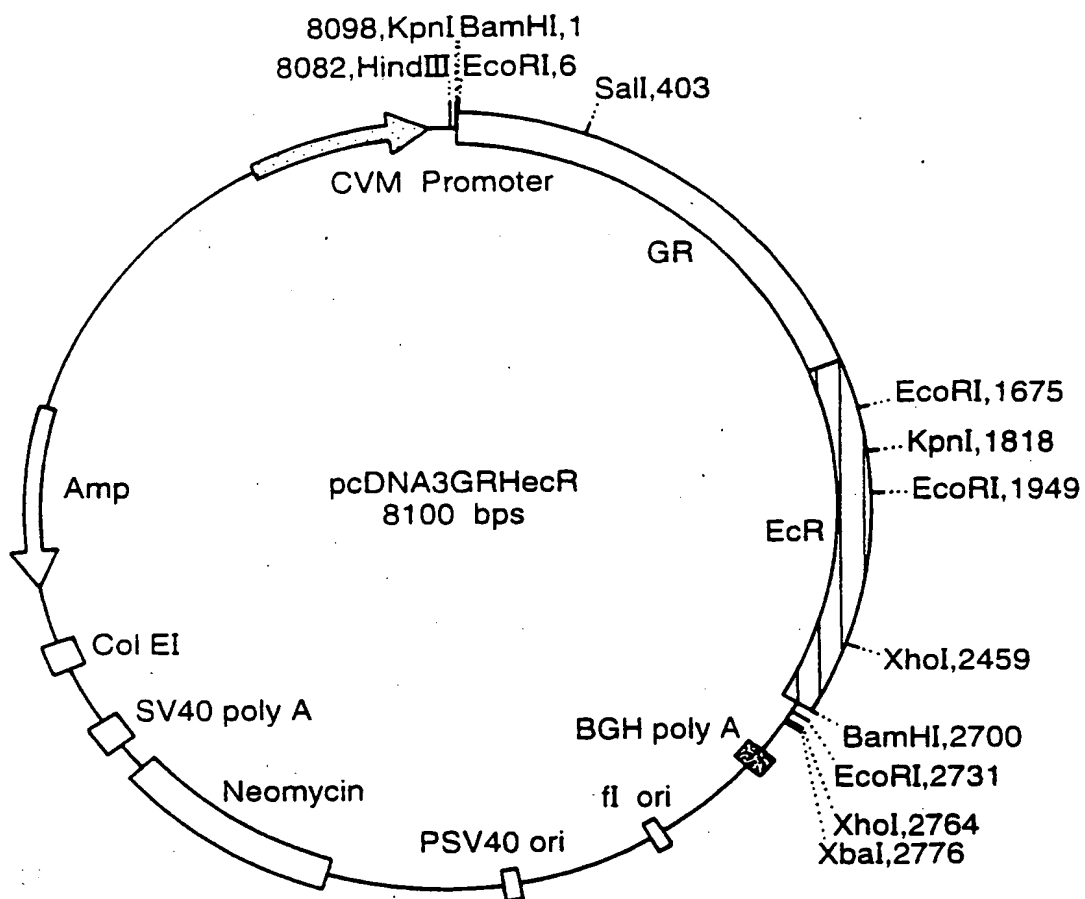 8098,KpnI BamHI,1
8082,HindIII EcoRI,6
SalI,403
CVM Promoter
GR
EcoRI,1675
KpnI,1818
EcoRI,1949
Amp
pcDNA3GRHecR
8100 bps
EcR
Col EI
XhoI,2459
SV40 poly A
BGH poly A
BamHI,2700
EcoRI,2731
Neomycin
fI ori
XhoI,2764
PSV40 ori
XbaI,2776